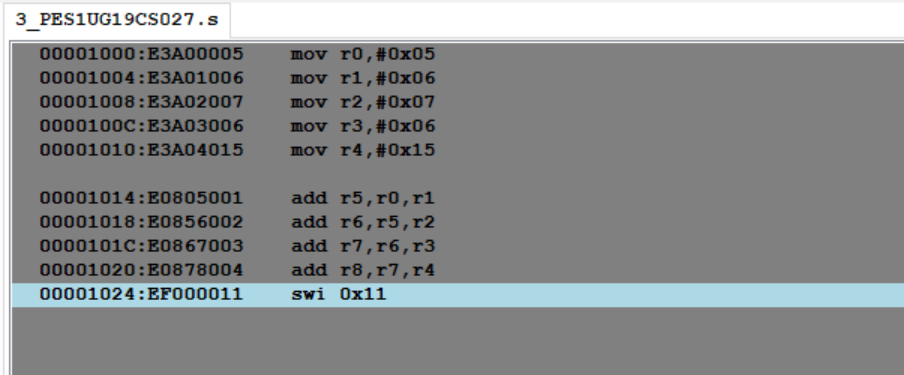 3_PES1UG19CS027.s
00001000:E3A00005 mov r0,#0x05
00001004:E3A01006 mov r1,#0x06
00001008:E3A02007 mov r2,#0x07
0000100C:E3A03006 mov r3,#0x06
00001010:E3A04015 mov r4,#0x15
00001014:E0805001 add r5,r0,r1
00001018:E0856002 add r6,r5,r2
0000101C:E0867003 add r7,r6,r3
00001020:E0878004 add r8,r7,r4
00001024:EF000011 swi 0x11